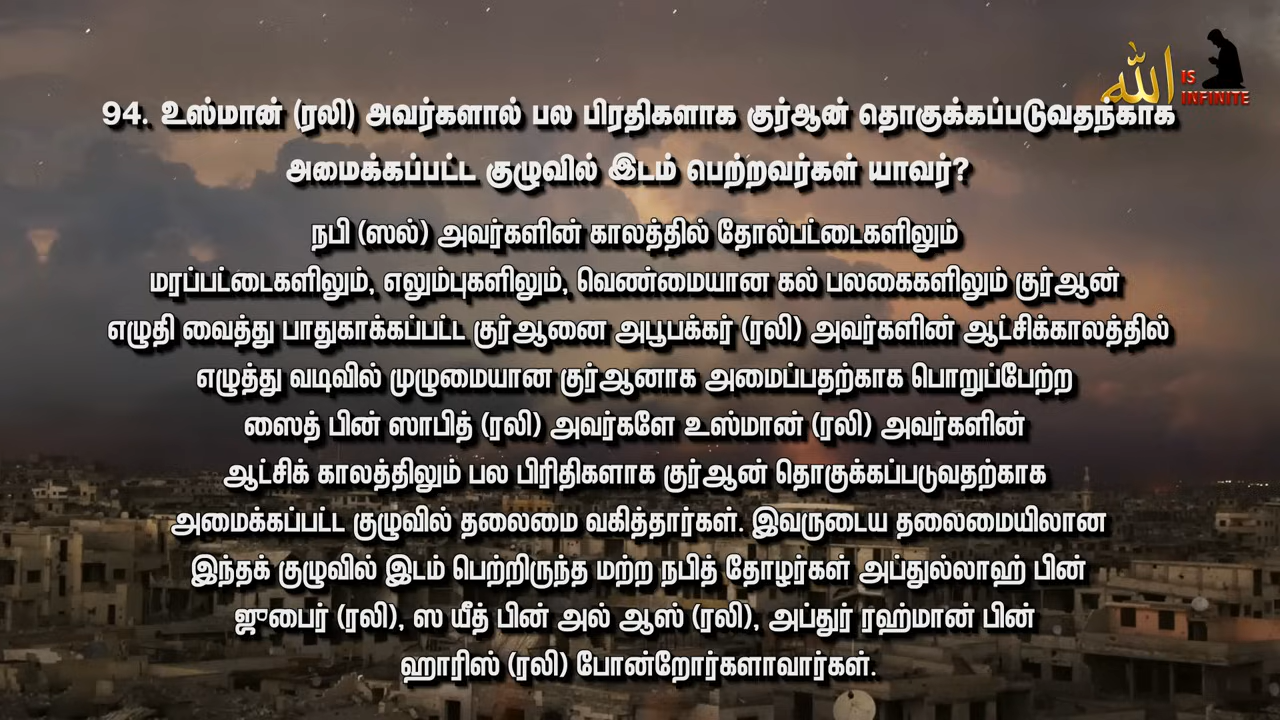 الله
IS
INFINITE
94. உஸ்மான் (ரலி) அவர்களால் பல பிரதிகளாக குர்ஆன் தொகுக்கப்படுவதற்காக
அமைக்கப்பட்ட குழுவில் இடம் பெற்றவர்கள் யாவர்?
நபி (ஸல்) அவர்களின் காலத்தில் தோல்பட்டைகளிலும்
மரப்பட்டைகளிலும், எலும்புகளிலும், வெண்மையான கல் பலகைகளிலும் குர்ஆன்
எழுதி வைத்து பாதுகாக்கப்பட்ட குர்ஆனை அபூபக்கர் (ரலி) அவர்களின் ஆட்சிக்காலத்தில்
எழுத்து வடிவில் முழுமையான குர்ஆனாக அமைப்பதற்காக பொறுப்பேற்ற
ஸைத் பின் ஸாபித் (ரலி) அவர்களே உஸ்மான் (ரலி) அவர்களின்
ஆட்சிக் காலத்திலும் பல பிரிதிகளாக குர்ஆன் தொகுக்கப்படுவதற்காக
அமைக்கப்பட்ட குழுவில் தலைமை வகித்தார்கள். இவருடைய தலைமையிலான
இந்தக் குழுவில் இடம் பெற்றிருந்த மற்ற நபித் தோழர்கள் அப்துல்லாஹ் பின்
ஜுபைர் (ரலி), ஸ யீத் பின் அல் ஆஸ் (ரலி), அப்துர் ரஹ்மான் பின்
ஹாரிஸ் (ரலி) போன்றோர்களாவார்கள்.